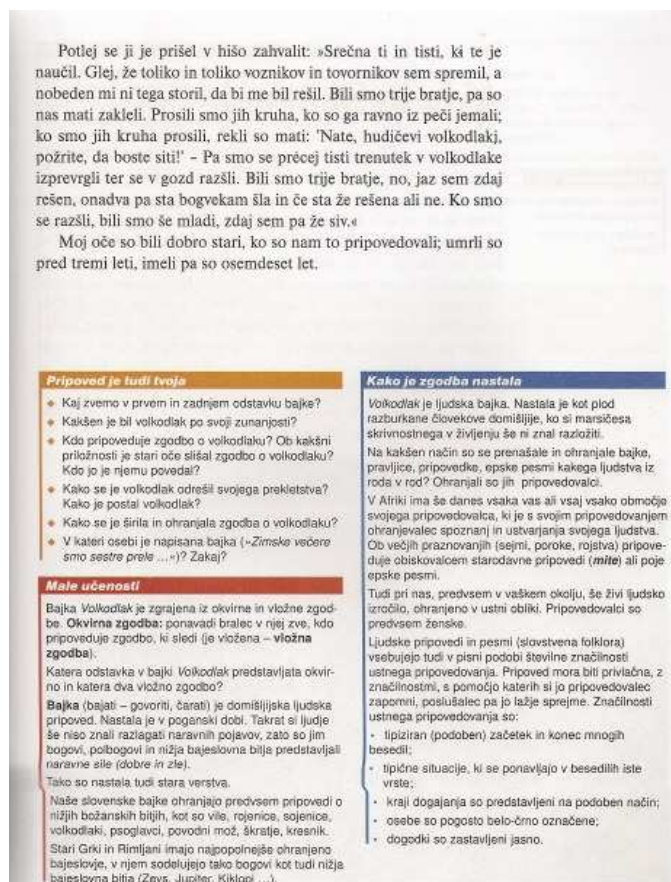 Potlej se ji je prišel v hišo zahvalit: »Srečna ti in tisti, ki te je
naučil. Glej, že toliko in toliko voznikov in tovornikov sem spremil, a
nobeden mi ni tega storil, da bi me bil rešil. Bili smo trije bratje, pa so
nas mati zakleli. Prosili smo jih kruha, ko so ga ravno iz peči jemali;
ko smo jih kruha prosili, rekli so mati: 'Nate, hudičevi volkodlakj,
požrite, da boste siti!' – Pa smo se précej tisti trenutek v volkodlake
izprevrgli ter se v gozd razšli. Bili smo trije bratje, no, jaz sem zdaj
rešen, onadva pa sta bogvekam šla in če sta že rešena ali ne. Ko smo
se razšli, bili smo še mladi, zdaj sem pa že siv.«
Moj oče so bili dobro stari, ko so nam to pripovedovali; umrli so
pred tremi leti, imeli pa so osemdeset let.
Pripoved je tudi tvoja
◆ Kaj zvemo v prvem in zadnjem odstavku bajke?
◆ Kakšen je bil volkodlak po svoji zunanjosti?
◆ Kdo pripoveduje zgodbo o volkodlaku? Ob kakšni
priložnosti je stari oče slišal zgodbo o volkodlaku?
Kdo jo je njemu povedal?
◆ Kako se je volkodlak odrešil svojega prekletstva?
Kako je postal volkodlak?
◆ Kako se je širila in ohranjala zgodba o volkodlaku?
◆ V kateri osebi je napisana bajka (»Zimske večere
smo sestre prele ...«)? Zakaj?
Male učenosti
Bajka Volkodlak je zgrajena iz okvirne in vložne zgod-
be. Okvirna zgodba: ponavadi bralec v njej zve, kdo
pripoveduje zgodbo, ki sledi (je vložena – vložna
zgodba).
Katera odstavka v bajki Volkodlak predstavljata okvir-
no in katera dva vložno zgodbo?
Bajka (bajati – govoriti, čarati) je domišljijska ljudska
pripoved. Nastala je v poganski dobi. Takrat si ljudje
še niso znali razlagati naravnih pojavov, zato so jim
bogovi, polbogovi in nižja bajeslovna bitja predstavljali
naravne sile (dobre in zle).
Tako so nastala tudi stara verstva.
Naše slovenske bajke ohranjajo predvsem pripovedi o
nižjih božanskih bitjih, kot so vile, rojenice, sojenice,
volkodlaki, psoglavci, povodni mož, škratje, kresnik.
Stari Grki in Rimljani imajo najpopolnejše ohranjeno
bajeslovje, v njem sodelujejo tako bogovi kot tudi nižja
bajeslovna bitja (Zevs, Jupiter, Kiklopi ...).
Kako je zgodba nastala
Volkodlak je ljudska bajka. Nastala je kot plod
razburkane človekove domišljije, ko si marsičesa
skrivnostnega v življenju še ni znal razložiti.
Na kakšen način so se prenašale in ohranjale bajke,
pravljice, pripovedke, epske pesmi kakega ljudstva iz
roda v rod? Ohranjali so jih pripovedovalci.
V Afriki ima še danes vsaka vas ali vsaj vsako območje
svojega pripovedovalca, ki je s svojim pripovedovanjem
ohranjevalec spoznanj in ustvarjanja svojega ljudstva.
Ob večjih praznovanjih (sejmi, poroke, rojstva) pripove-
duje obiskovalcem starodavne pripovedi (mite) ali poje
epske pesmi.
Tudi pri nas, predvsem v vaškem okolju, še živi ljudsko
izročilo, ohranjeno v ustni obliki. Pripovedovalci so
predvsem ženske.
Ljudske pripovedi in pesmi (slovstvena folklora)
vsebujejo tudi v pisni podobi številne značilnosti
ustnega pripovedovanja. Pripoved mora biti privlačna, z
značilnostmi, s pomočjo katerih si jo pripovedovalec
zapomni, poslušalec pa jo lažje sprejme. Značilnosti
ustnega pripovedovanja so:
• tipiziran (podoben) začetek in konec mnogih
besedil;
• tipične situacije, ki se ponavljajo v besedilih iste
vrste;
• kraji dogajanja so predstavljeni na podoben način;
• osebe so pogosto belo-črno označene;
• dogodki so zastavljeni jasno.